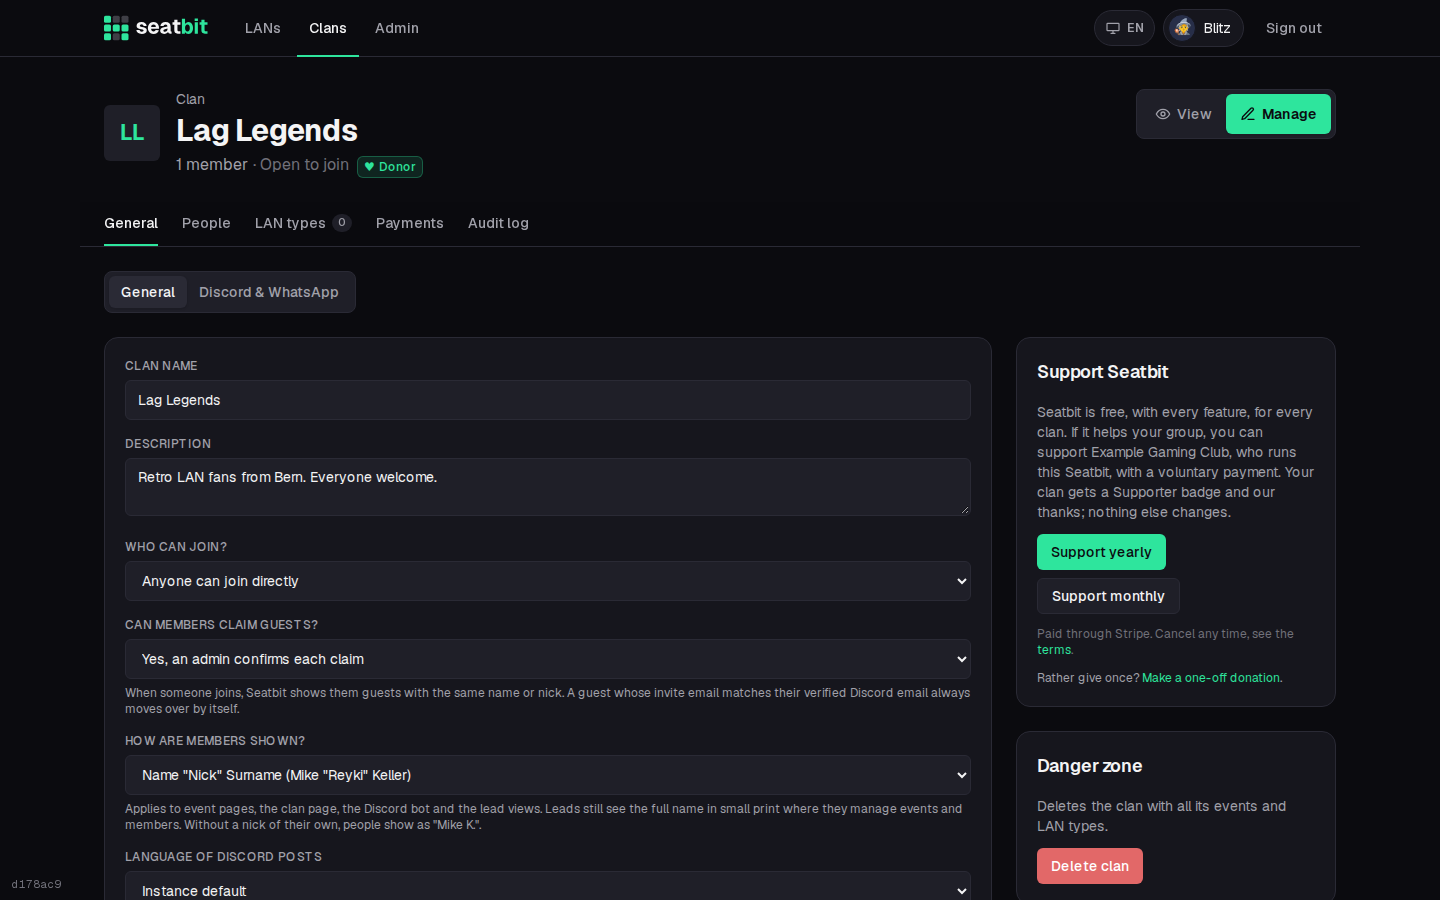 seatbit
LANs
Clans
Admin
EN
Blitz
Sign out
LL
Clan
Lag Legends
1 member · Open to join
♥ Donor
View
Manage
General
People
LAN types 0
Payments
Audit log
General
Discord & WhatsApp
CLAN NAME
Lag Legends
DESCRIPTION
Retro LAN fans from Bern. Everyone welcome.
WHO CAN JOIN?
Anyone can join directly
CAN MEMBERS CLAIM GUESTS?
Yes, an admin confirms each claim
When someone joins, Seatbit shows them guests with the same name or nick. A guest whose invite email matches their verified Discord email always
moves over by itself.
HOW ARE MEMBERS SHOWN?
Name "Nick" Surname (Mike "Reyki" Keller)
Applies to event pages, the clan page, the Discord bot and the lead views. Leads still see the full name in small print where they manage events and
members. Without a nick of their own, people show as "Mike K.".
LANGUAGE OF DISCORD POSTS
Instance default
Support Seatbit
Seatbit is free, with every feature, for every
clan. If it helps your group, you can
support Example Gaming Club, who runs
this Seatbit, with a voluntary payment. Your
clan gets a Supporter badge and our
thanks; nothing else changes.
Support yearly
Support monthly
Paid through Stripe. Cancel any time, see the
terms.
Rather give once? Make a one-off donation.
Danger zone
Deletes the clan with all its events and
LAN types.
Delete clan
d178ac9